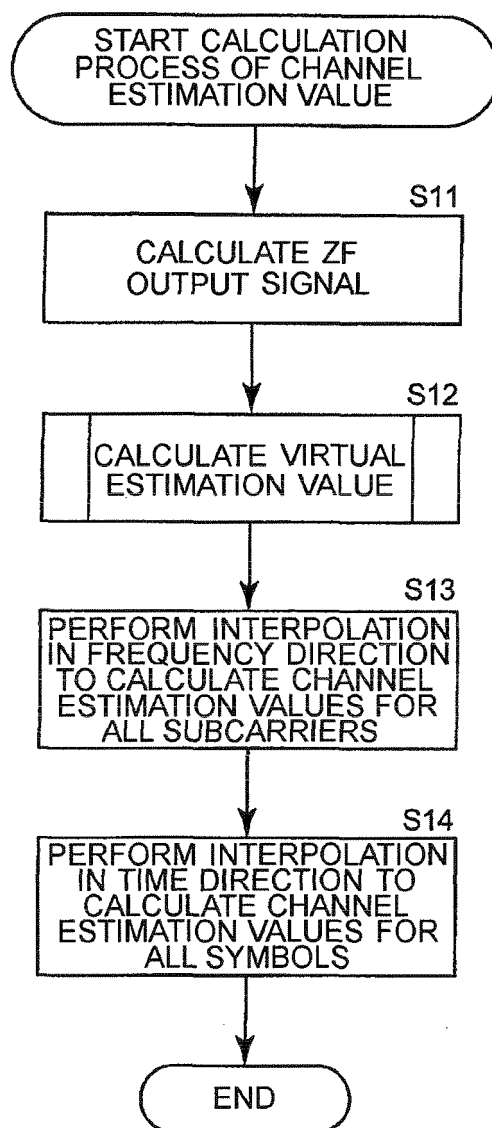 START CALCULATION
PROCESS OF CHANNEL
ESTIMATION VALUE
S11
CALCULATE ZF
OUTPUT SIGNAL
S12
CALCULATE VIRTUAL
ESTIMATION VALUE
S13
PERFORM INTERPOLATION
IN FREQUENCY DIRECTION
TO CALCULATE CHANNEL
ESTIMATION VALUES FOR
ALL SUBCARRIERS
S14
PERFORM INTERPOLATION
IN TIME DIRECTION TO
CALCULATE CHANNEL
ESTIMATION VALUES FOR
ALL SYMBOLS
END